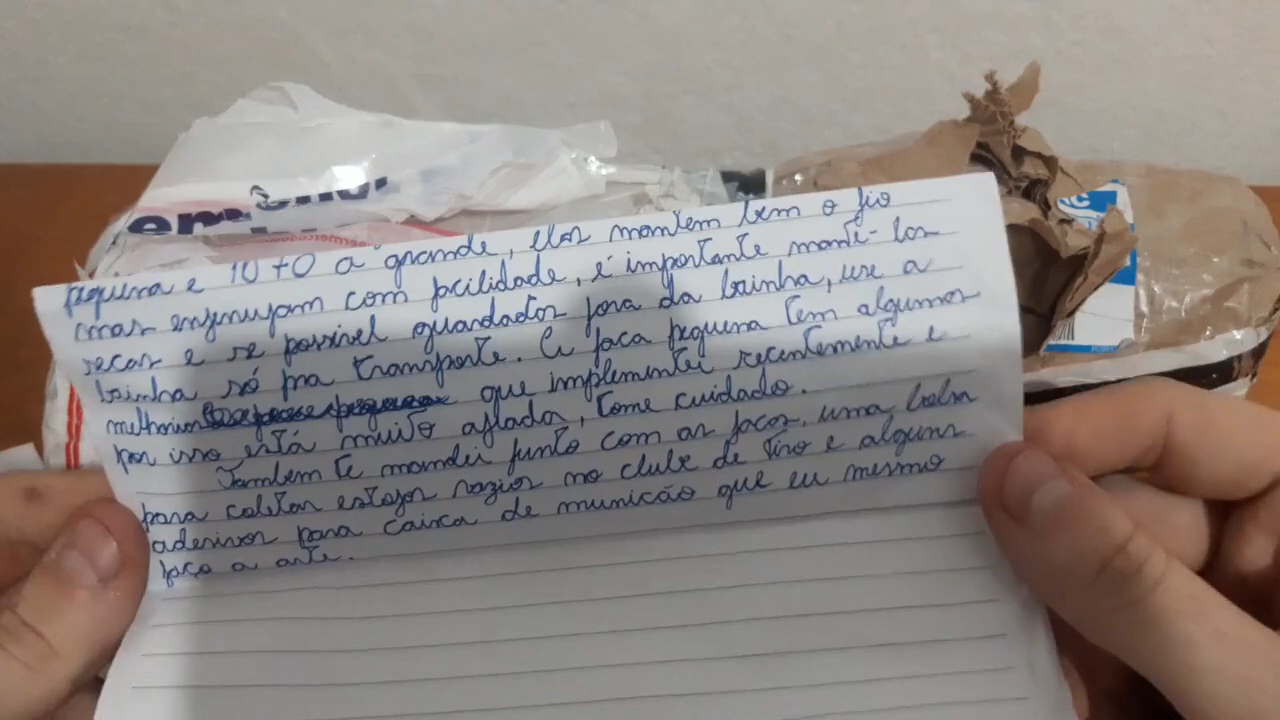 pequena e 1070 a grande, elas mantem bem o fio
mas enferrujam com facilidade, é importante mantê-las
secas e se possível guardadas fora da bainha, use a
bainha só pra transporte. A faca pequena tem algumas
melhorias que implementei recentemente e
por isso está muito afiada, tome cuidado.
Também te mandei junto com as facas, uma bolsa
para coletar estojos vazios no clube de tiro e alguns
adesivos para caixa de municão que eu mesmo
faço a arte.